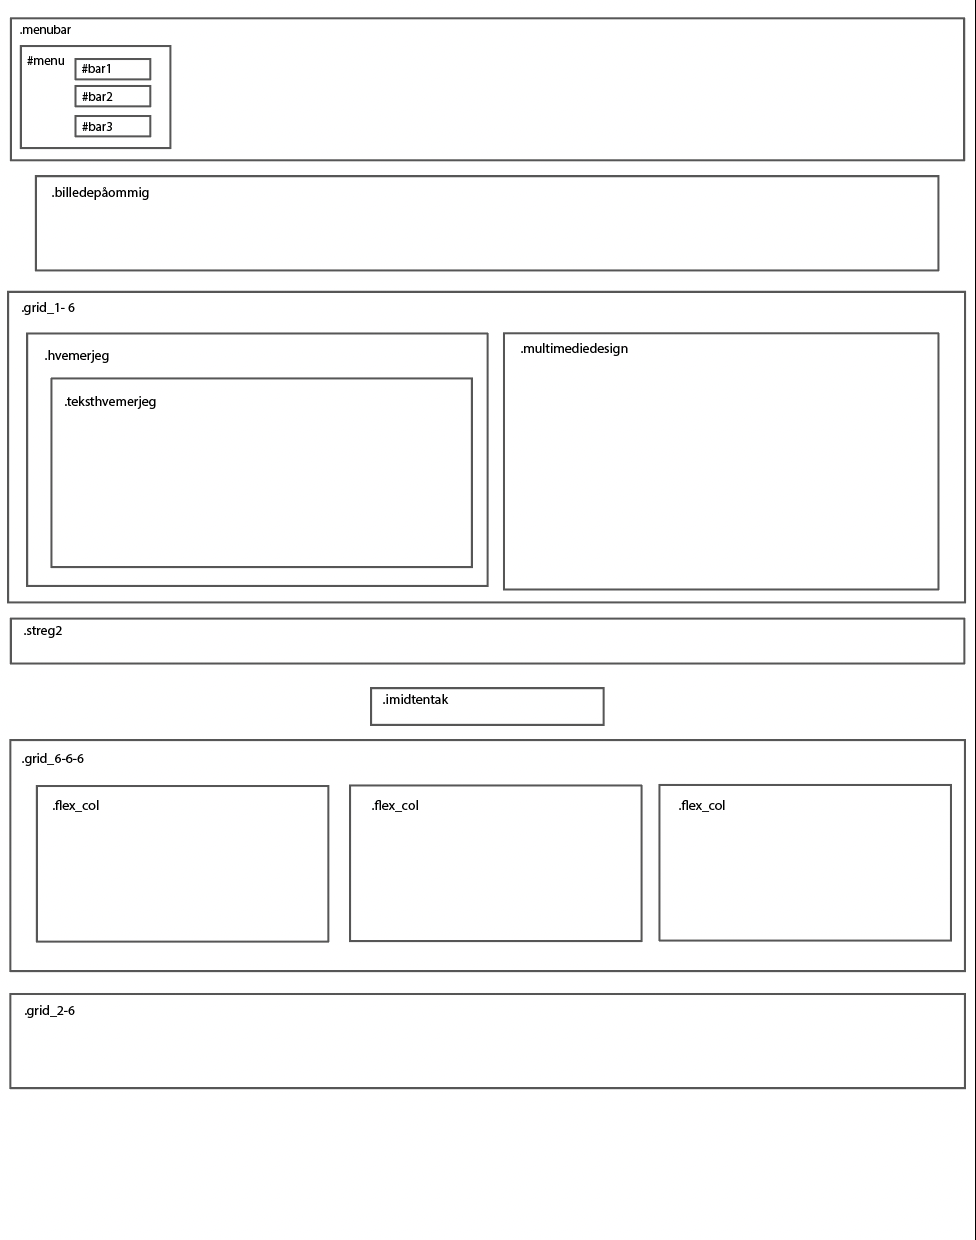 .menubar
#menu
#bar1
#bar2
#bar3
.billedepåommig
.grid_1- 6
.hvemerjeg
.multimediedesign
.teksthvemerjeg
.streg2
.imidtentak
.grid_6-6-6
.flex_col
.flex_col
.flex_col
.grid_2-6